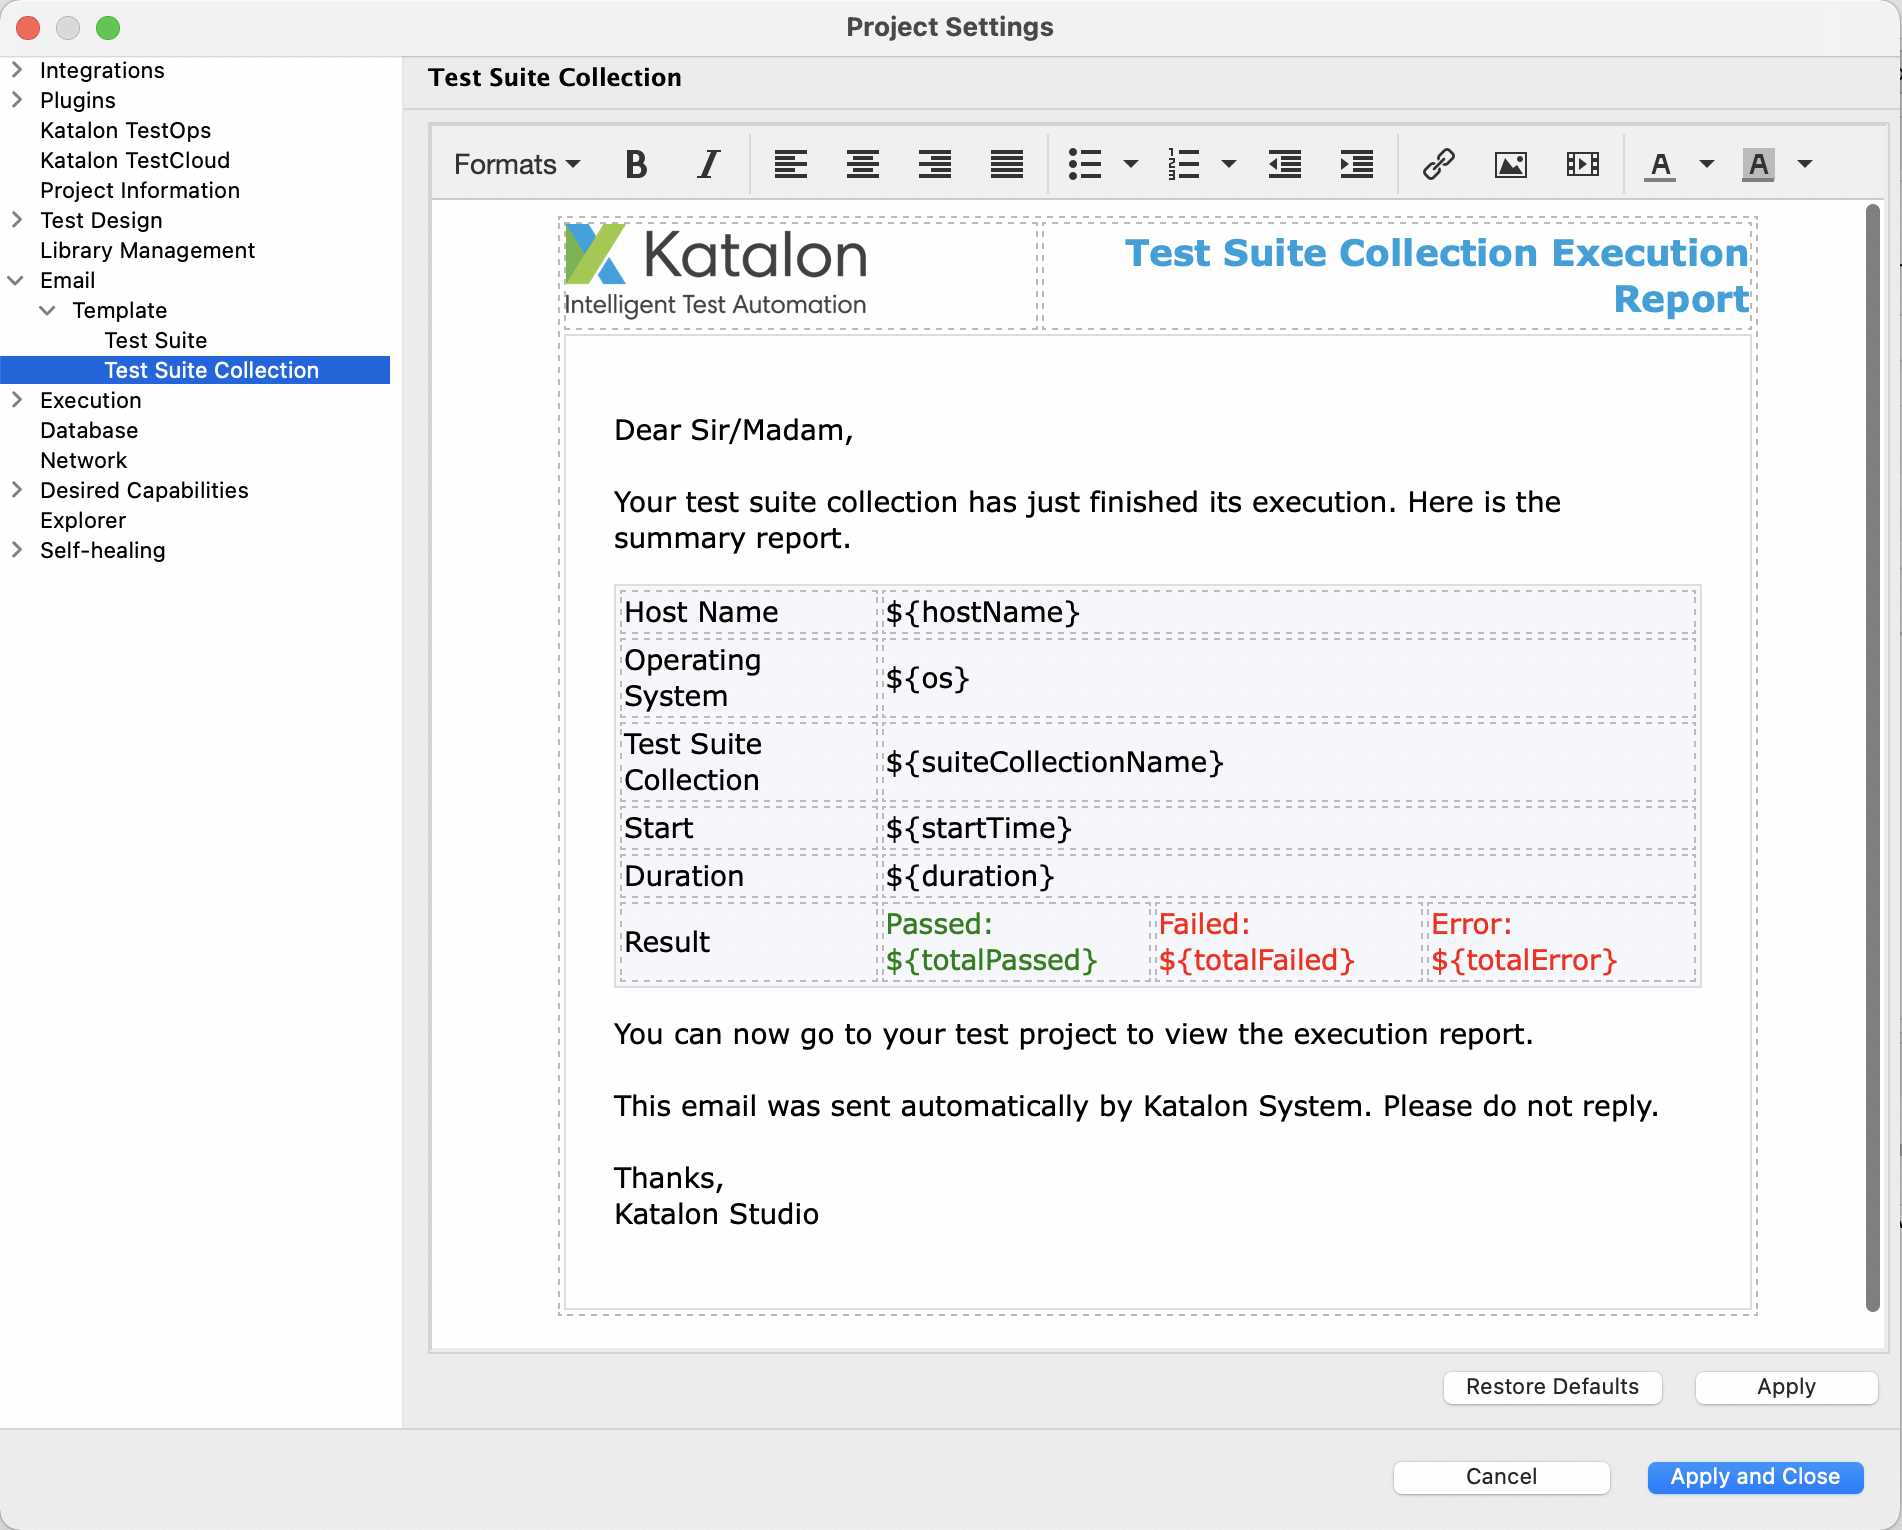 Project Settings
Integrations
Plugins
Katalon TestOps
Katalon TestCloud
Project Information
Test Design
Library Management
Email
Template
Test Suite
Test Suite Collection
Execution
Database
Network
Desired Capabilities
Explorer
Self-healing
Test Suite Collection
Formats B I A A
Katalon
Intelligent Test Automation
Test Suite Collection Execution
Report
Dear Sir/Madam,
Your test suite collection has just finished its execution. Here is the
summary report.
Host Name ${hostName}
Operating
System ${os}
Test Suite
Collection ${suiteCollectionName}
Start ${startTime}
Duration ${duration}
Result
Passed:
${totalPassed}
Failed:
${totalFailed}
Error:
${totalError}
You can now go to your test project to view the execution report.
This email was sent automatically by Katalon System. Please do not reply.
Thanks,
Katalon Studio
Restore Defaults
Apply
Cancel
Apply and Close